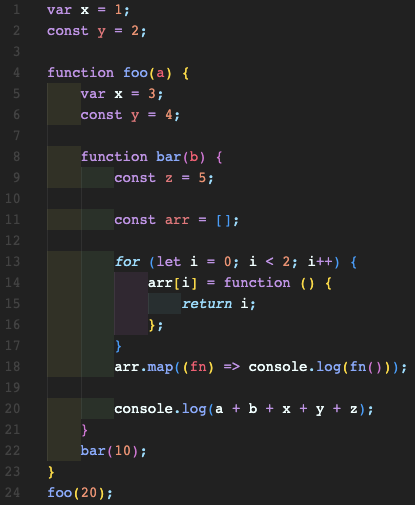 1 var x = 1;
2 const y = 2;
3
4 function foo(a) {
5     var x = 3;
6     const y = 4;
7
8     function bar(b) {
9         const z = 5;
10
11         const arr = [];
12
13         for (let i = 0; i < 2; i++) {
14             arr[i] = function () {
15                 return i;
16             };
17         }
18         arr.map((fn) => console.log(fn()));
19
20         console.log(a + b + x + y + z);
21     }
22     bar(10);
23 }
24 foo(20);